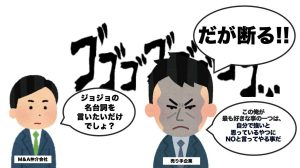 だが断る!!
ゴゴゴゴゴゴ...
ジョジョの
名台詞を
言いたいだけ
でしょ?
この俺が
最も好きな事の一つは、
自分で強いと
思っているやつに
NOと言ってやる事だ
M&A仲介会社
売り手企業